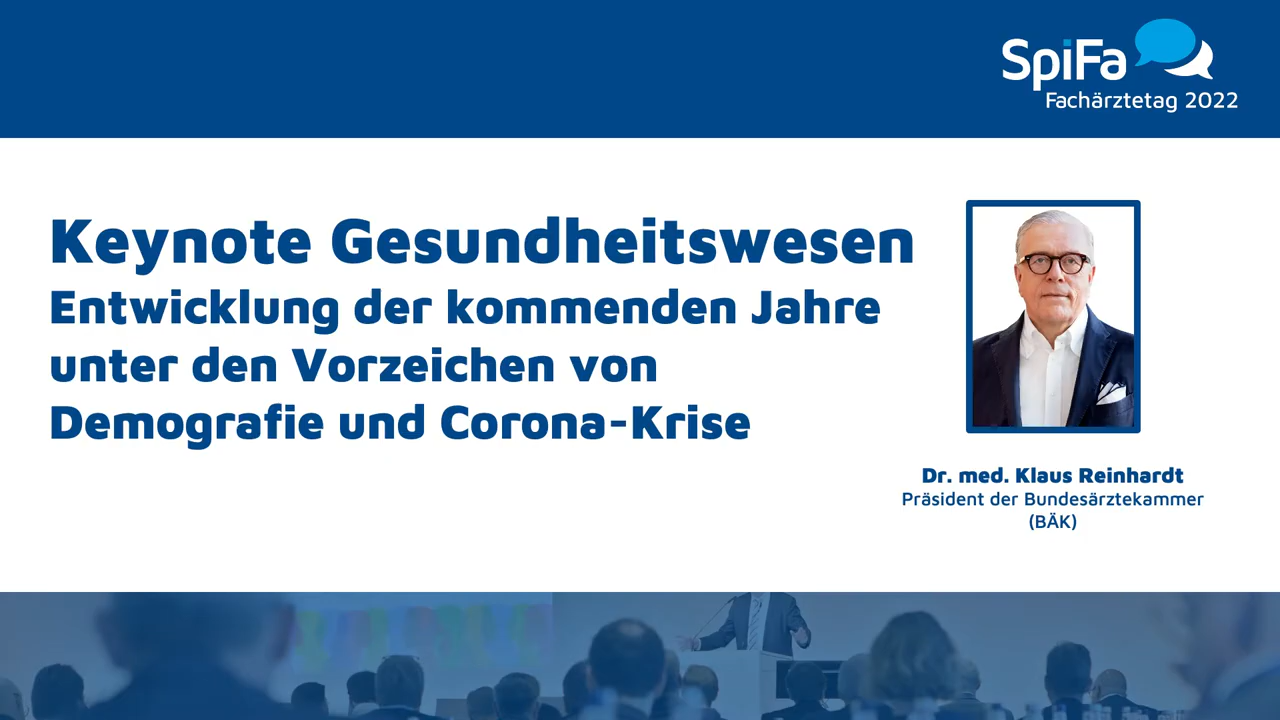 SpiFa
Fachärztetag 2022
Keynote Gesundheitswesen
Entwicklung der kommenden Jahre
unter den Vorzeichen von
Demografie und Corona-Krise
Dr. med. Klaus Reinhardt
Präsident der Bundesärztekammer
(BÄK)